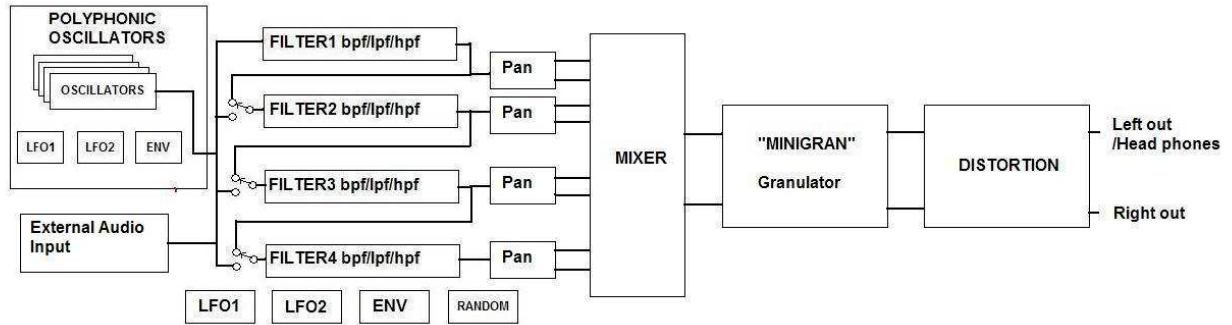 POLYPHONIC
OSCILLATORS
OSCILLATORS
LFO1 LFO2 ENV
External Audio
Input
FILTER1 bpf/lpf/hpf
Pan
FILTER2 bpf/lpf/hpf
Pan
FILTER3 bpf/lpf/hpf
Pan
FILTER4 bpf/lpf/hpf
Pan
LFO1 LFO2 ENV RANDOM
MIXER
"MINIGRAN"
Granulator
DISTORTION
Left out
/Head phones
Right out